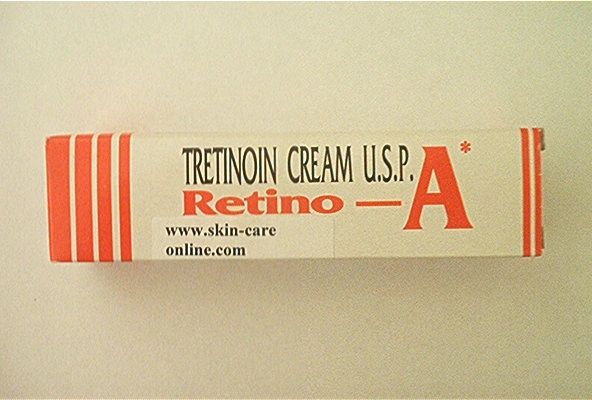 TRETINOIN CREAM U.S.P.
Retino — A*
www.skin-care
online.com